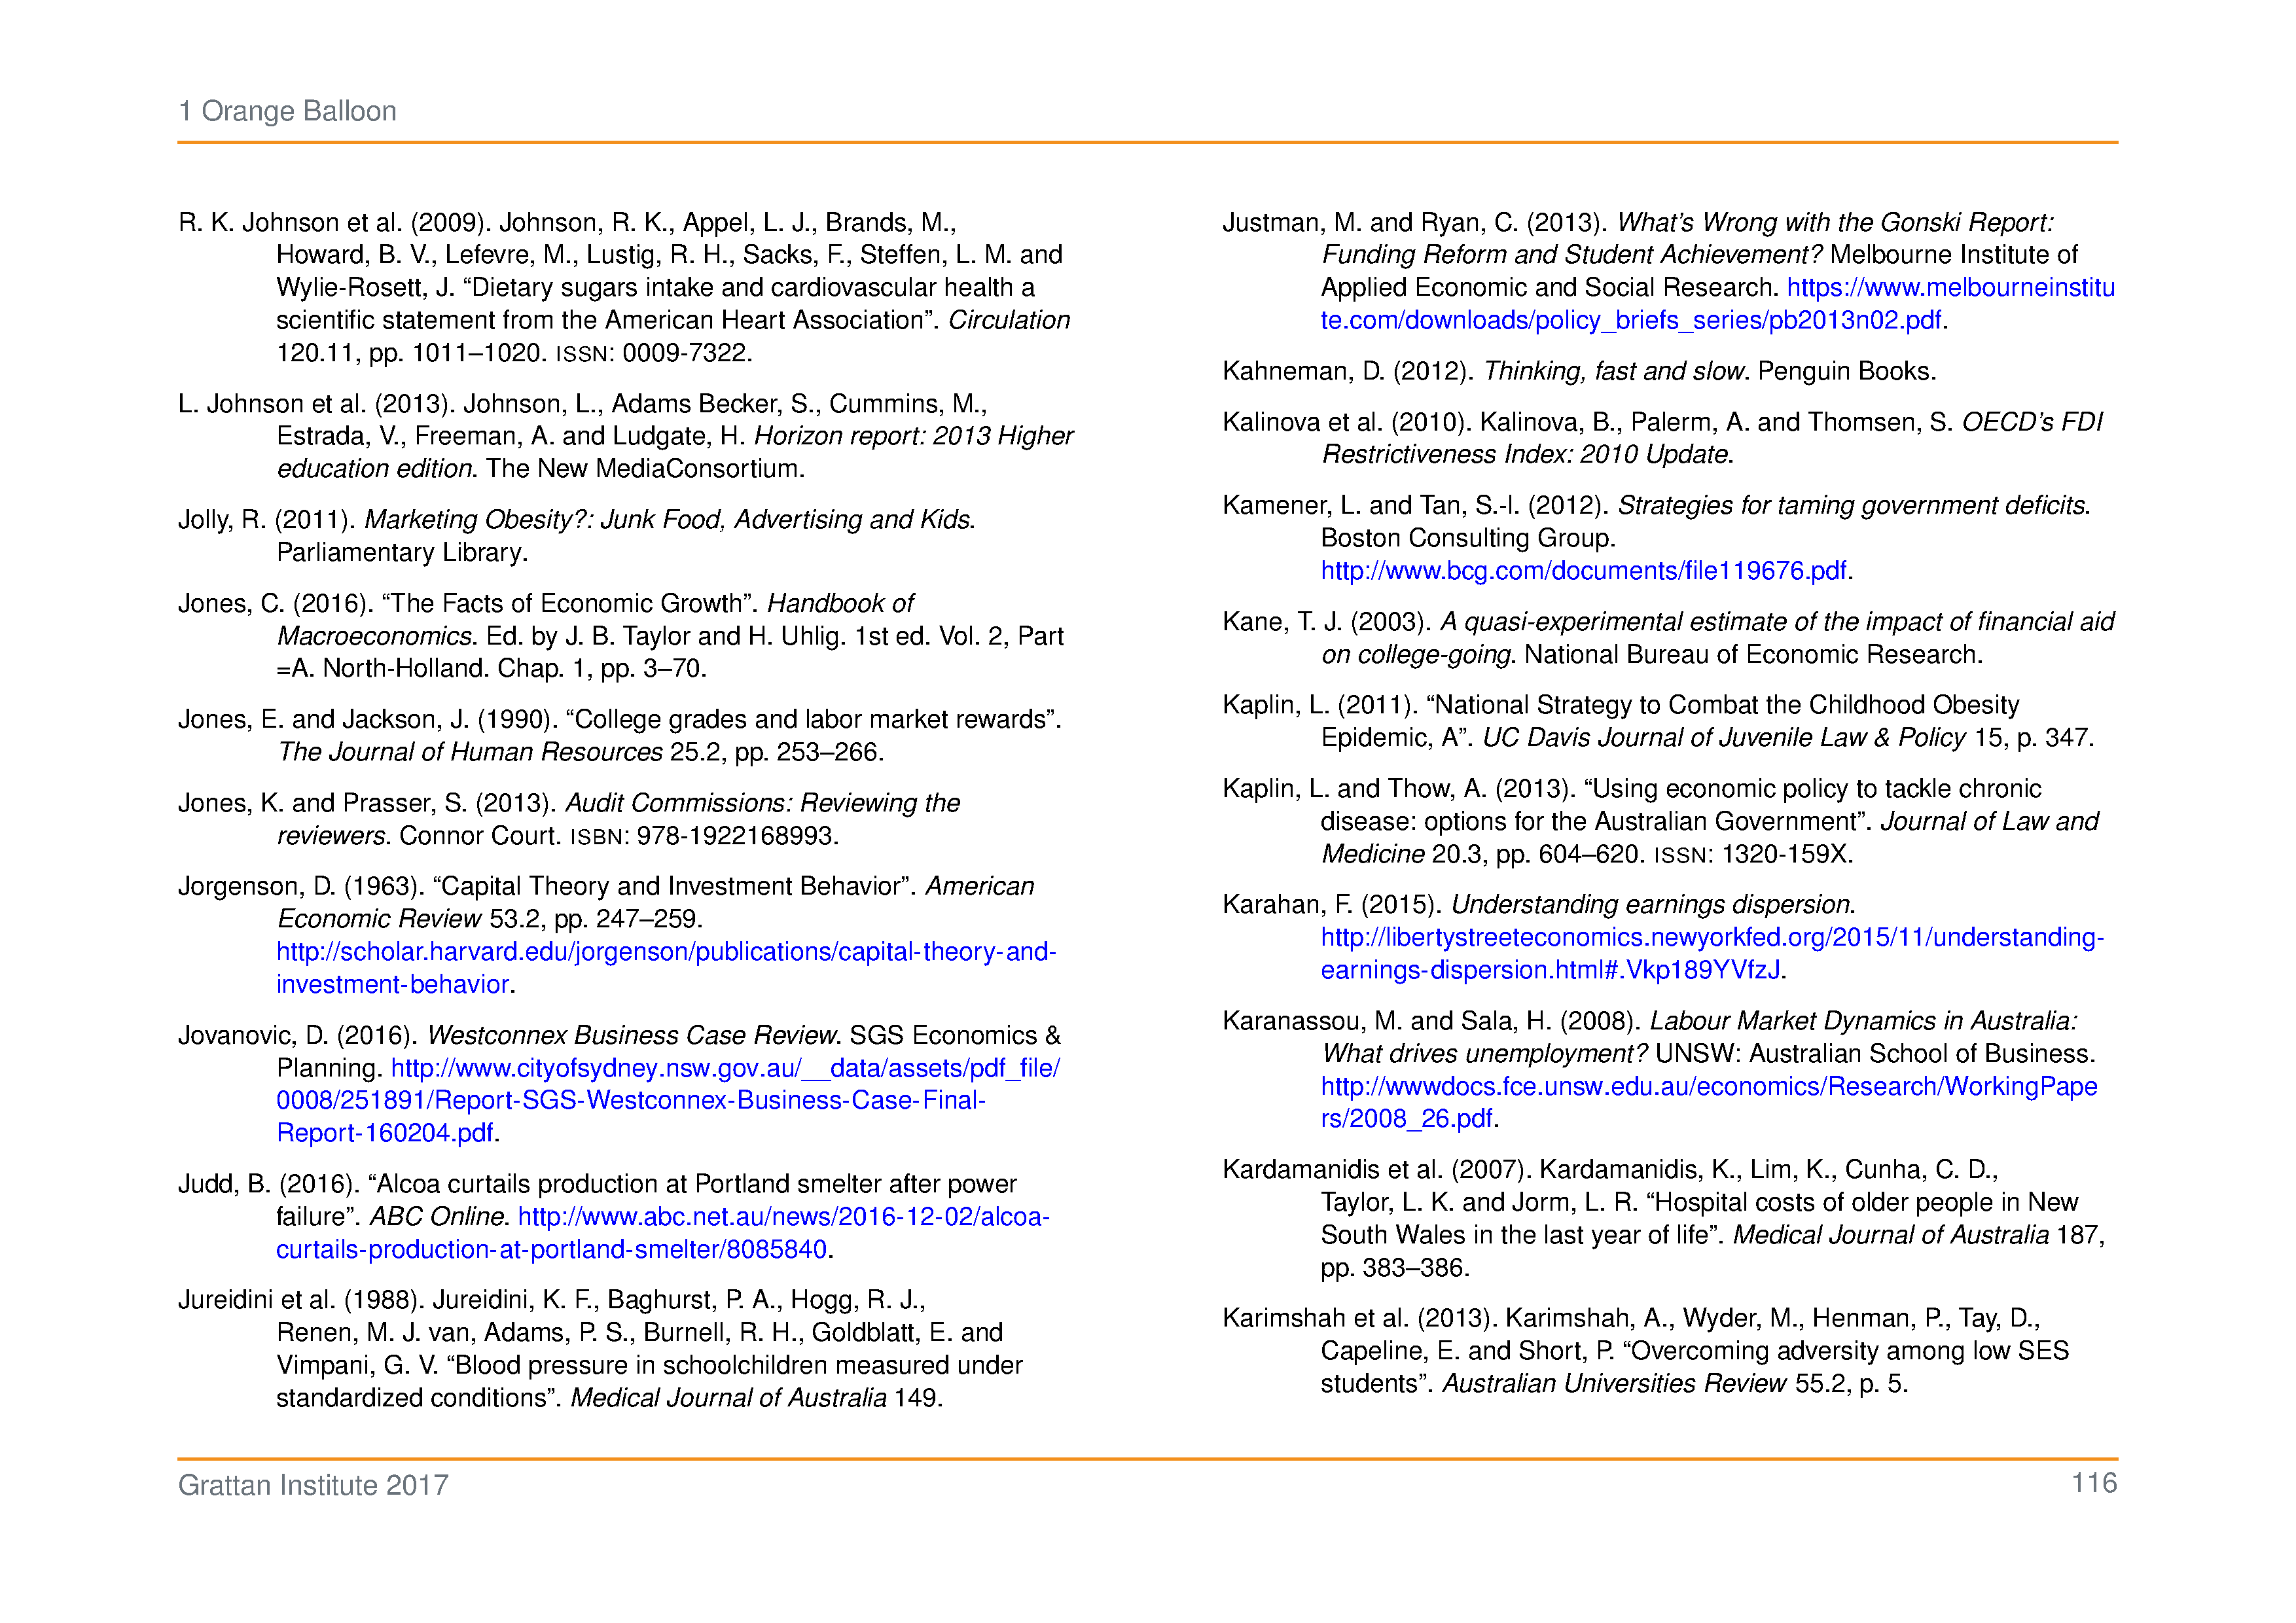 1 Orange Balloon
R. K. Johnson et al. (2009). Johnson, R. K., Appel, L. J., Brands, M.,
Howard, B. V., Lefevre, M., Lustig, R. H., Sacks, F., Steffen, L. M. and
Wylie-Rosett, J. “Dietary sugars intake and cardiovascular health a
scientific statement from the American Heart Association”. Circulation
120.11, pp. 1011–1020. ISSN: 0009-7322.
L. Johnson et al. (2013). Johnson, L., Adams Becker, S., Cummins, M.,
Estrada, V., Freeman, A. and Ludgate, H. Horizon report: 2013 Higher
education edition. The New MediaConsortium.
Jolly, R. (2011). Marketing Obesity?: Junk Food, Advertising and Kids.
Parliamentary Library.
Jones, C. (2016). “The Facts of Economic Growth”. Handbook of
Macroeconomics. Ed. by J. B. Taylor and H. Uhlig. 1st ed. Vol. 2, Part
=A. North-Holland. Chap. 1, pp. 3–70.
Jones, E. and Jackson, J. (1990). “College grades and labor market rewards”.
The Journal of Human Resources 25.2, pp. 253–266.
Jones, K. and Prasser, S. (2013). Audit Commissions: Reviewing the
reviewers. Connor Court. ISBN: 978-1922168993.
Jorgenson, D. (1963). “Capital Theory and Investment Behavior”. American
Economic Review 53.2, pp. 247–259.
http://scholar.harvard.edu/jorgenson/publications/capital-theory-and-
investment-behavior.
Jovanovic, D. (2016). Westconnex Business Case Review. SGS Economics &
Planning. http://www.cityofsydney.nsw.gov.au/__data/assets/pdf_file/
0008/251891/Report-SGS-Westconnex-Business-Case-Final-
Report-160204.pdf.
Judd, B. (2016). “Alcoa curtails production at Portland smelter after power
failure”. ABC Online. http://www.abc.net.au/news/2016-12-02/alcoa-
curtails-production-at-portland-smelter/8085840.
Jureidini et al. (1988). Jureidini, K. F., Baghurst, P. A., Hogg, R. J.,
Renen, M. J. van, Adams, P. S., Burnell, R. H., Goldblatt, E. and
Vimpani, G. V. “Blood pressure in schoolchildren measured under
standardized conditions”. Medical Journal of Australia 149.
Justman, M. and Ryan, C. (2013). What’s Wrong with the Gonski Report:
Funding Reform and Student Achievement? Melbourne Institute of
Applied Economic and Social Research. https://www.melbourneinstitu
te.com/downloads/policy_briefs_series/pb2013n02.pdf.
Kahneman, D. (2012). Thinking, fast and slow. Penguin Books.
Kalinova et al. (2010). Kalinova, B., Palerm, A. and Thomsen, S. OECD’s FDI
Restrictiveness Index: 2010 Update.
Kamener, L. and Tan, S.-l. (2012). Strategies for taming government deficits.
Boston Consulting Group.
http://www.bcg.com/documents/file119676.pdf.
Kane, T. J. (2003). A quasi-experimental estimate of the impact of financial aid
on college-going. National Bureau of Economic Research.
Kaplin, L. (2011). “National Strategy to Combat the Childhood Obesity
Epidemic, A”. UC Davis Journal of Juvenile Law & Policy 15, p. 347.
Kaplin, L. and Thow, A. (2013). “Using economic policy to tackle chronic
disease: options for the Australian Government”. Journal of Law and
Medicine 20.3, pp. 604–620. ISSN: 1320-159X.
Karahan, F. (2015). Understanding earnings dispersion.
http://libertystreeteconomics.newyorkfed.org/2015/11/understanding-
earnings-dispersion.html#.Vkp189YVfzJ.
Karanassou, M. and Sala, H. (2008). Labour Market Dynamics in Australia:
What drives unemployment? UNSW: Australian School of Business.
http://wwwdocs.fce.unsw.edu.au/economics/Research/WorkingPape
rs/2008_26.pdf.
Kardamanidis et al. (2007). Kardamanidis, K., Lim, K., Cunha, C. D.,
Taylor, L. K. and Jorm, L. R. “Hospital costs of older people in New
South Wales in the last year of life”. Medical Journal of Australia 187,
pp. 383–386.
Karimshah et al. (2013). Karimshah, A., Wyder, M., Henman, P., Tay, D.,
Capeline, E. and Short, P. “Overcoming adversity among low SES
students”. Australian Universities Review 55.2, p. 5.
Grattan Institute 2017
116